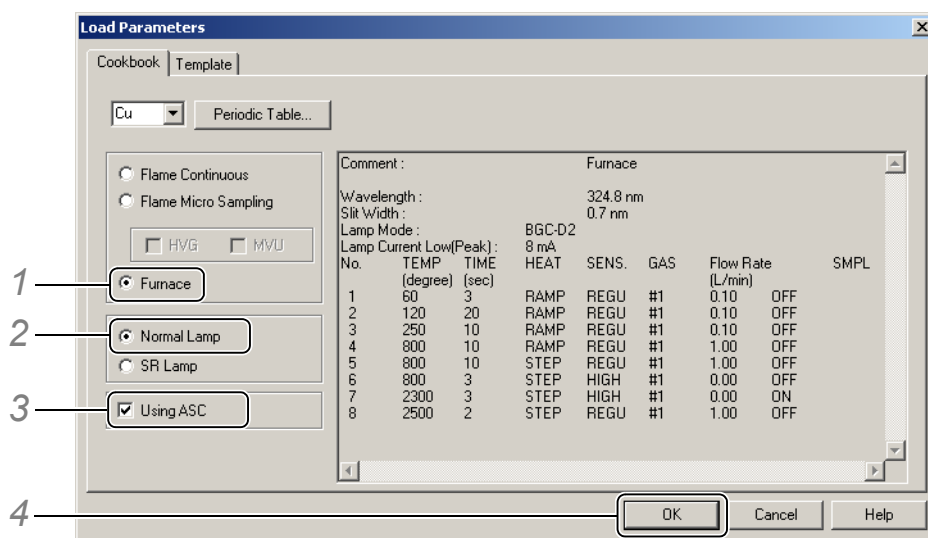 Load Parameters
Cookbook Template
Cu Periodic Table...
Flame Continuous
Flame Micro Sampling
HVG MVU
1 Furnace
2 Normal Lamp
SR Lamp
3 Using ASC
Comment : Furnace
Wavelength : 324.8 nm
Slit Width : 0.7 nm
Lamp Mode : BGC-D2
Lamp Current Low(Peak) : 8 mA
No. TEMP TIME HEAT SENS. GAS Flow Rate SMPL
(degree) (sec) (L/min)
1 60 3 RAMP REGU #1 0.10 OFF
2 120 20 RAMP REGU #1 0.10 OFF
3 250 10 RAMP REGU #1 0.10 OFF
4 800 10 RAMP REGU #1 1.00 OFF
5 800 10 STEP REGU #1 1.00 OFF
6 800 3 STEP HIGH #1 0.00 OFF
7 2300 3 STEP HIGH #1 0.00 ON
8 2500 2 STEP REGU #1 1.00 OFF
4 OK Cancel Help